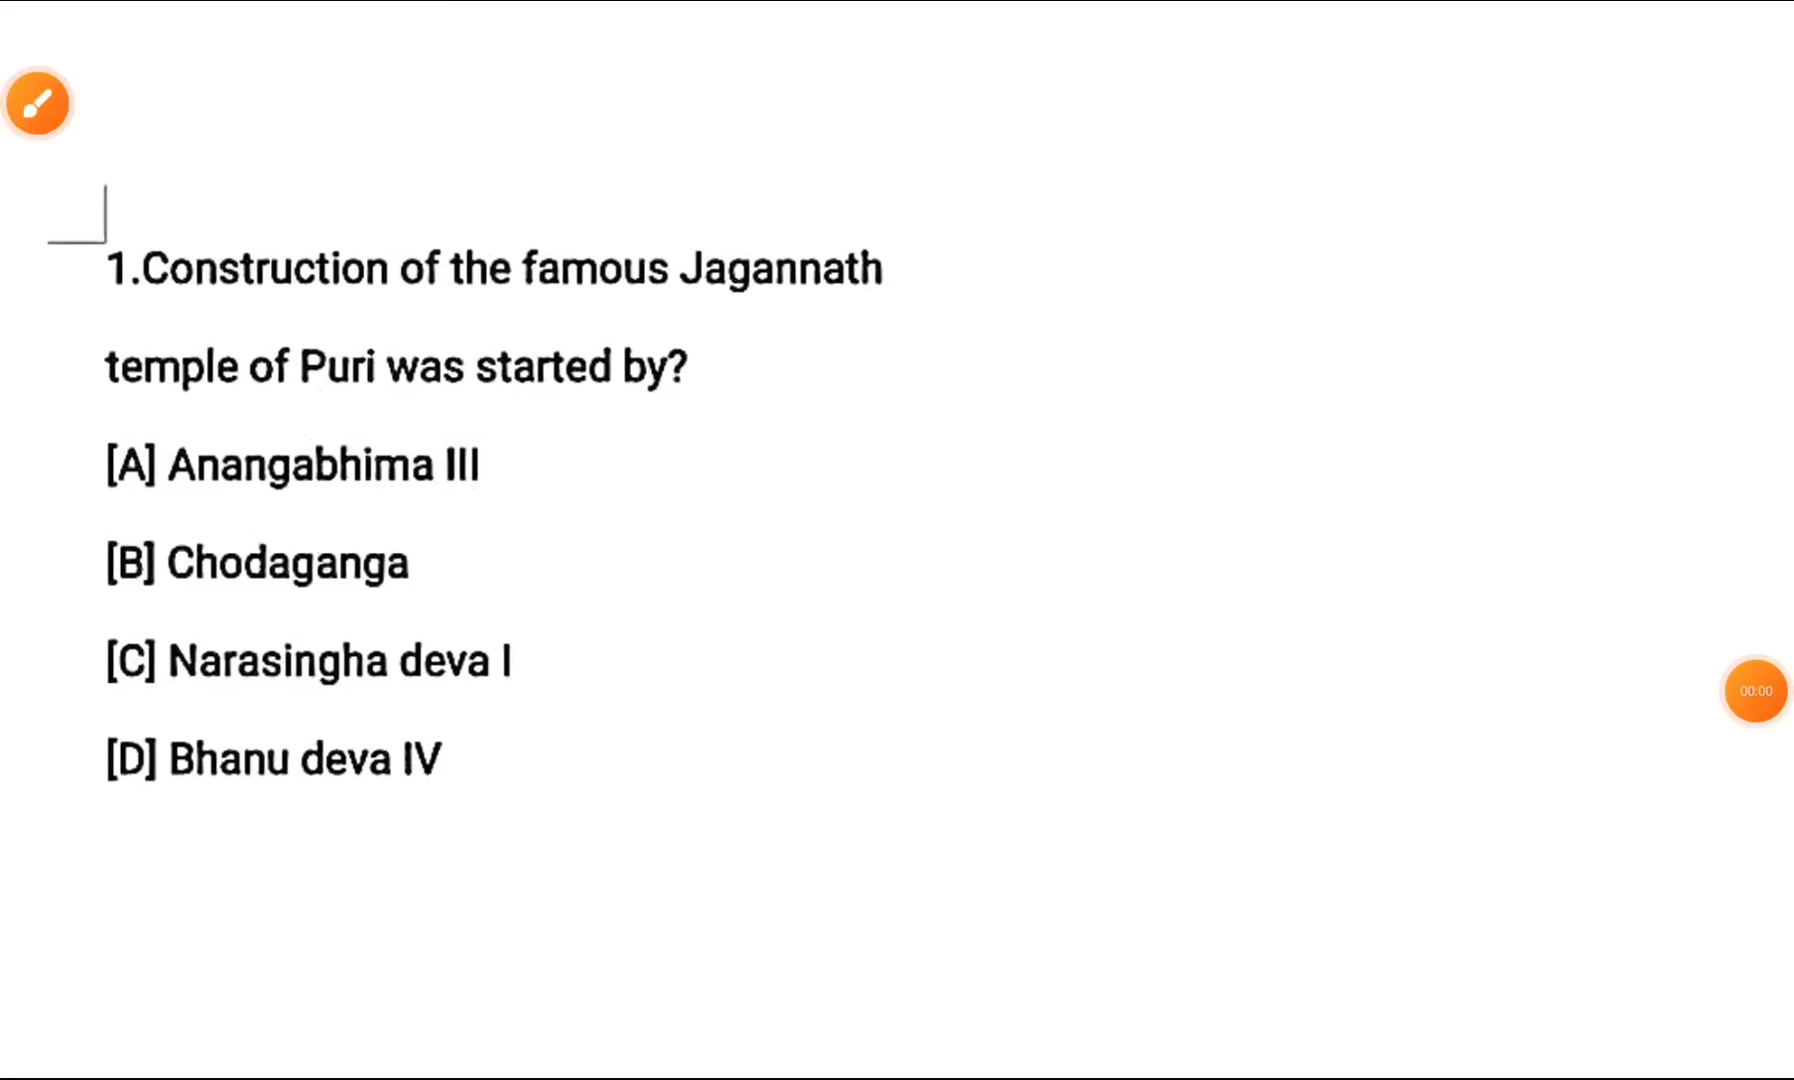 1.Construction of the famous Jagannath
temple of Puri was started by?
[A] Anangabhima III
[B] Chodaganga
[C] Narasingha deva I
[D] Bhanu deva IV
00:00